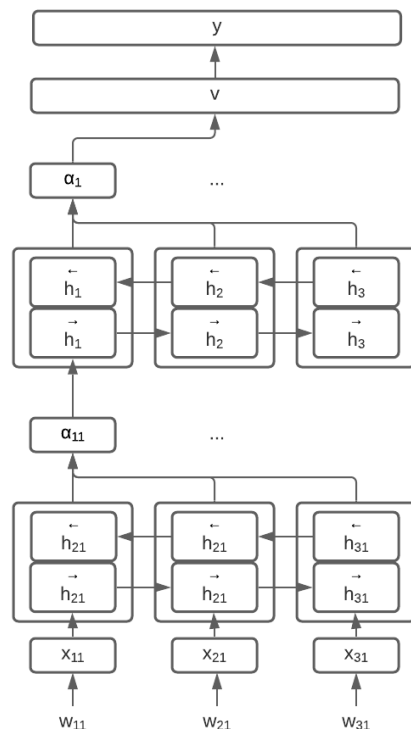 y
v
α₁ ...
←h₁ ←h₂ ←h₃
→h₁ →h₂ →h₃
α₁₁ ...
←h₂₁ ←h₂₁ ←h₃₁
→h₂₁ →h₂₁ →h₃₁
x₁₁ x₂₁ x₃₁
w₁₁ w₂₁ w₃₁